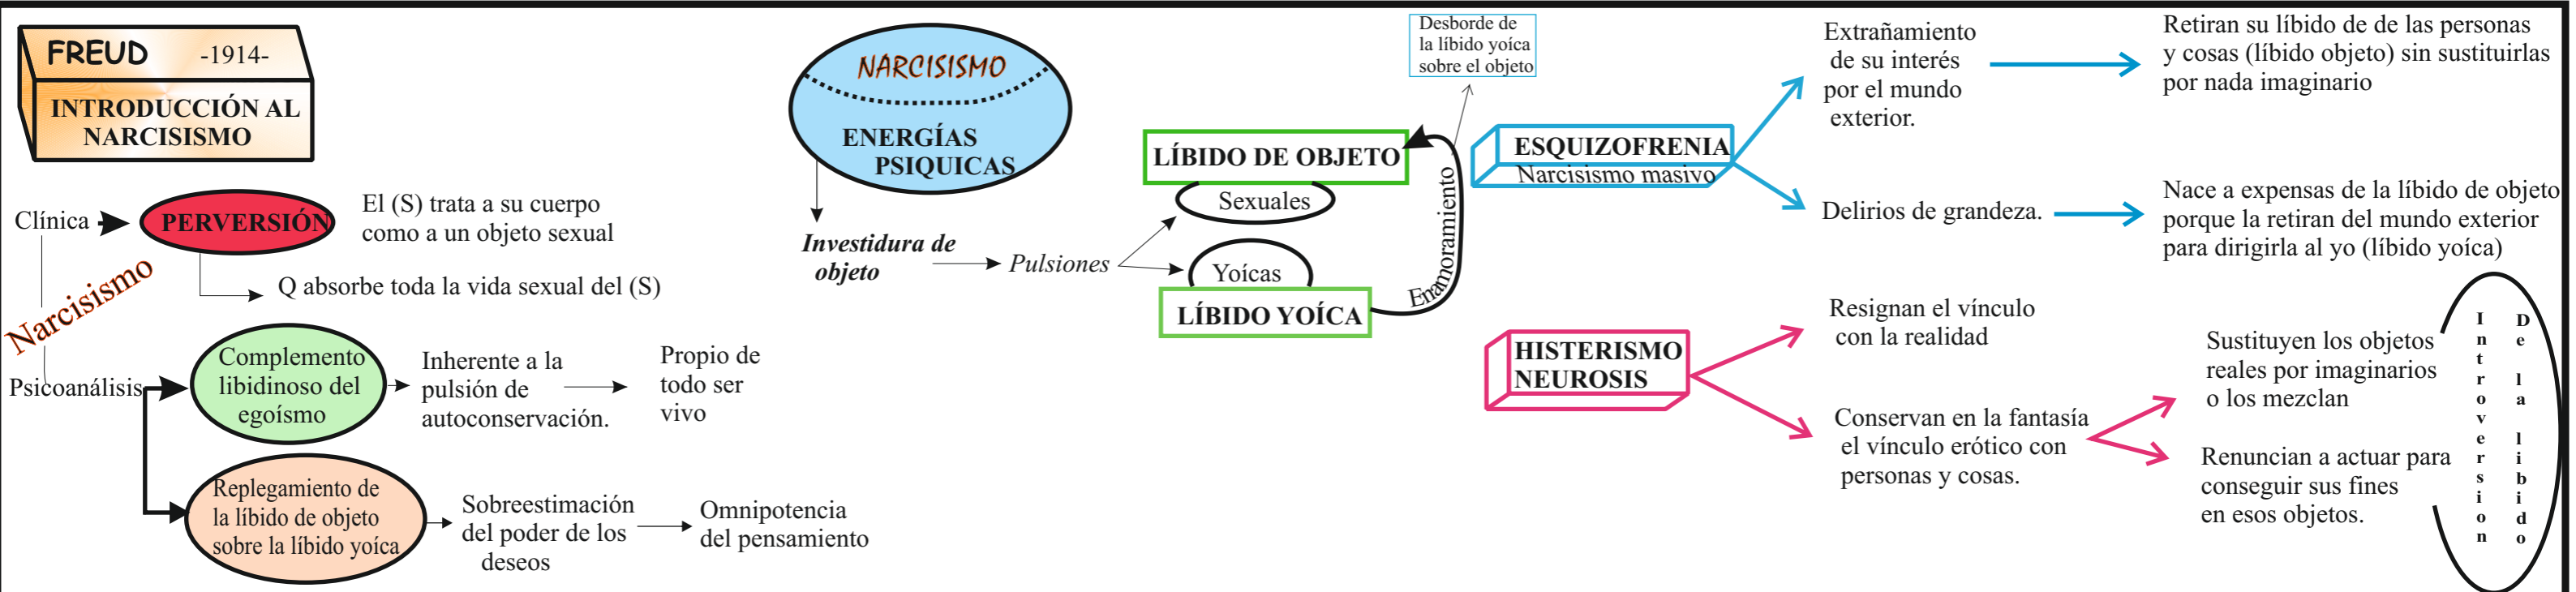 FREUD -1914-
INTRODUCCIÓN AL
NARCISISMO
Clínica
PERVERSIÓN
El (S) trata a su cuerpo
como a un objeto sexual
Q absorbe toda la vida sexual del (S)
Narcisismo
Psicoanálisis
Complemento
libidinoso del
egoísmo
Inherente a la
pulsión de
autoconservación.
Propio de
todo ser
vivo
Replegamiento de
la líbido de objeto
sobre la líbido yoíca
Sobreestimación
del poder de los
deseos
Omnipotencia
del pensamiento
NARCISISMO
ENERGÍAS
PSIQUICAS
Investidura de
objeto
Pulsiones
LÍBIDO DE OBJETO
Sexuales
Yoícas
LÍBIDO YOÍCA
Enamoramiento
Desborde de
la líbido yoíca
sobre el objeto
ESQUIZOFRENIA
Narcisismo masivo
Extrañamiento
de su interés
por el mundo
exterior.
Retiran su líbido de de las personas
y cosas (líbido objeto) sin sustituirlas
por nada imaginario
Delirios de grandeza.
Nace a expensas de la líbido de objeto
porque la retiran del mundo exterior
para dirigirla al yo (líbido yoíca)
HISTERISMO
NEUROSIS
Resignan el vínculo
con la realidad
Conservan en la fantasía
el vínculo erótico con
personas y cosas.
Sustituyen los objetos
reales por imaginarios
o los mezclan
Renuncian a actuar para
conseguir sus fines
en esos objetos.
Introversion
De la libido